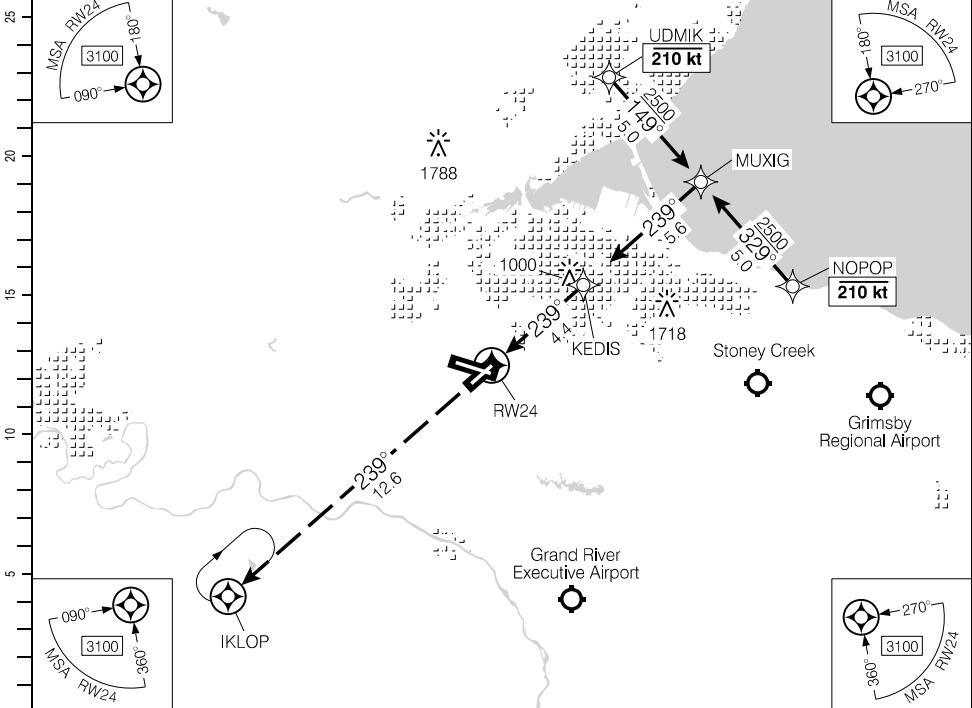 25
20
15
10
5
MSA RW24
3100
180°
090°
MSA RW24
3100
180°
270°
UDMIK
210 kt
2500
149°
5.0
MUXIG
1788
239°
5.6
2500
329°
5.0
NOPOP
210 kt
1000
239°
4.4
KEDIS
1718
Stoney Creek
Grimsby
Regional Airport
RW24
239°
12.6
Grand River
Executive Airport
IKLOP
090°
3100
360°
MSA RW24
270°
3100
360°
MSA RW24